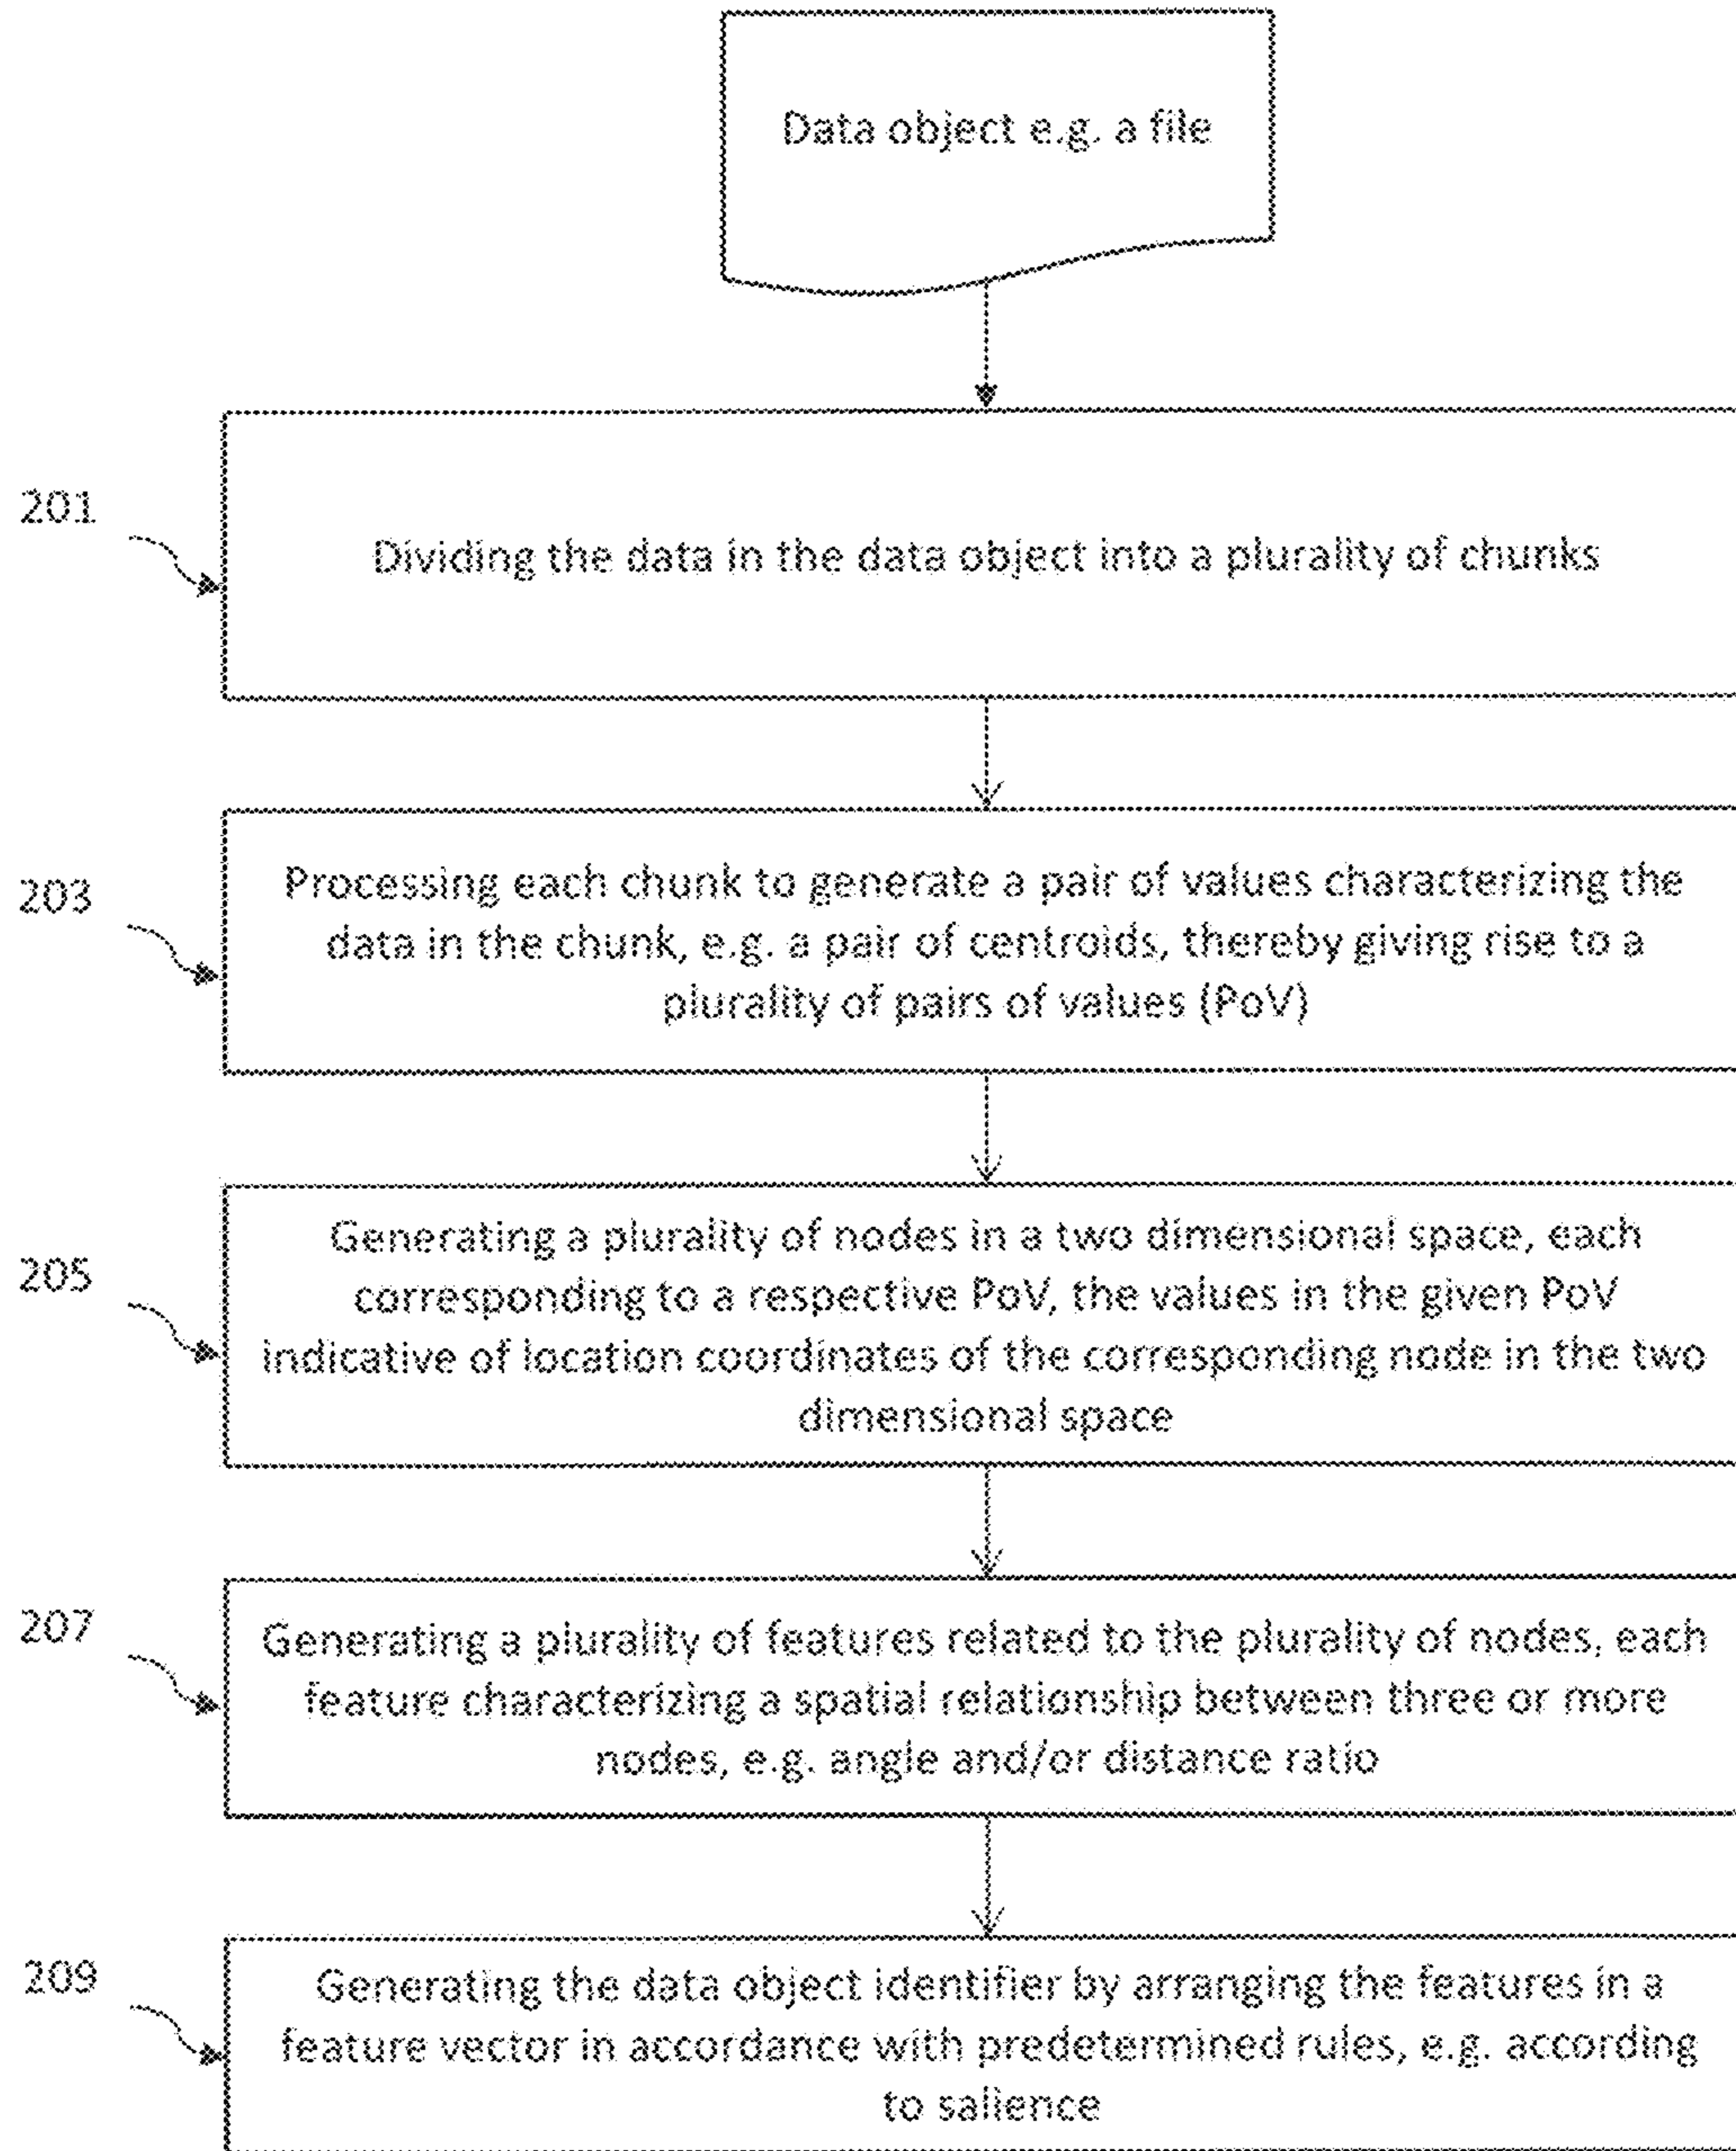 Data object e.g. a file
201
Dividing the data in the data object into a plurality of chunks
203
Processing each chunk to generate a pair of values characterizing the
data in the chunk, e.g. a pair of centroids, thereby giving rise to a
plurality of pairs of values (PoV)
205
Generating a plurality of nodes in a two dimensional space, each
corresponding to a respective PoV, the values in the given PoV
indicative of location coordinates of the corresponding node in the two
dimensional space
207
Generating a plurality of features related to the plurality of nodes, each
feature characterizing a spatial relationship between three or more
nodes, e.g. angle and/or distance ratio
209
Generating the data object identifier by arranging the features in a
feature vector in accordance with predetermined rules, e.g. according
to salience